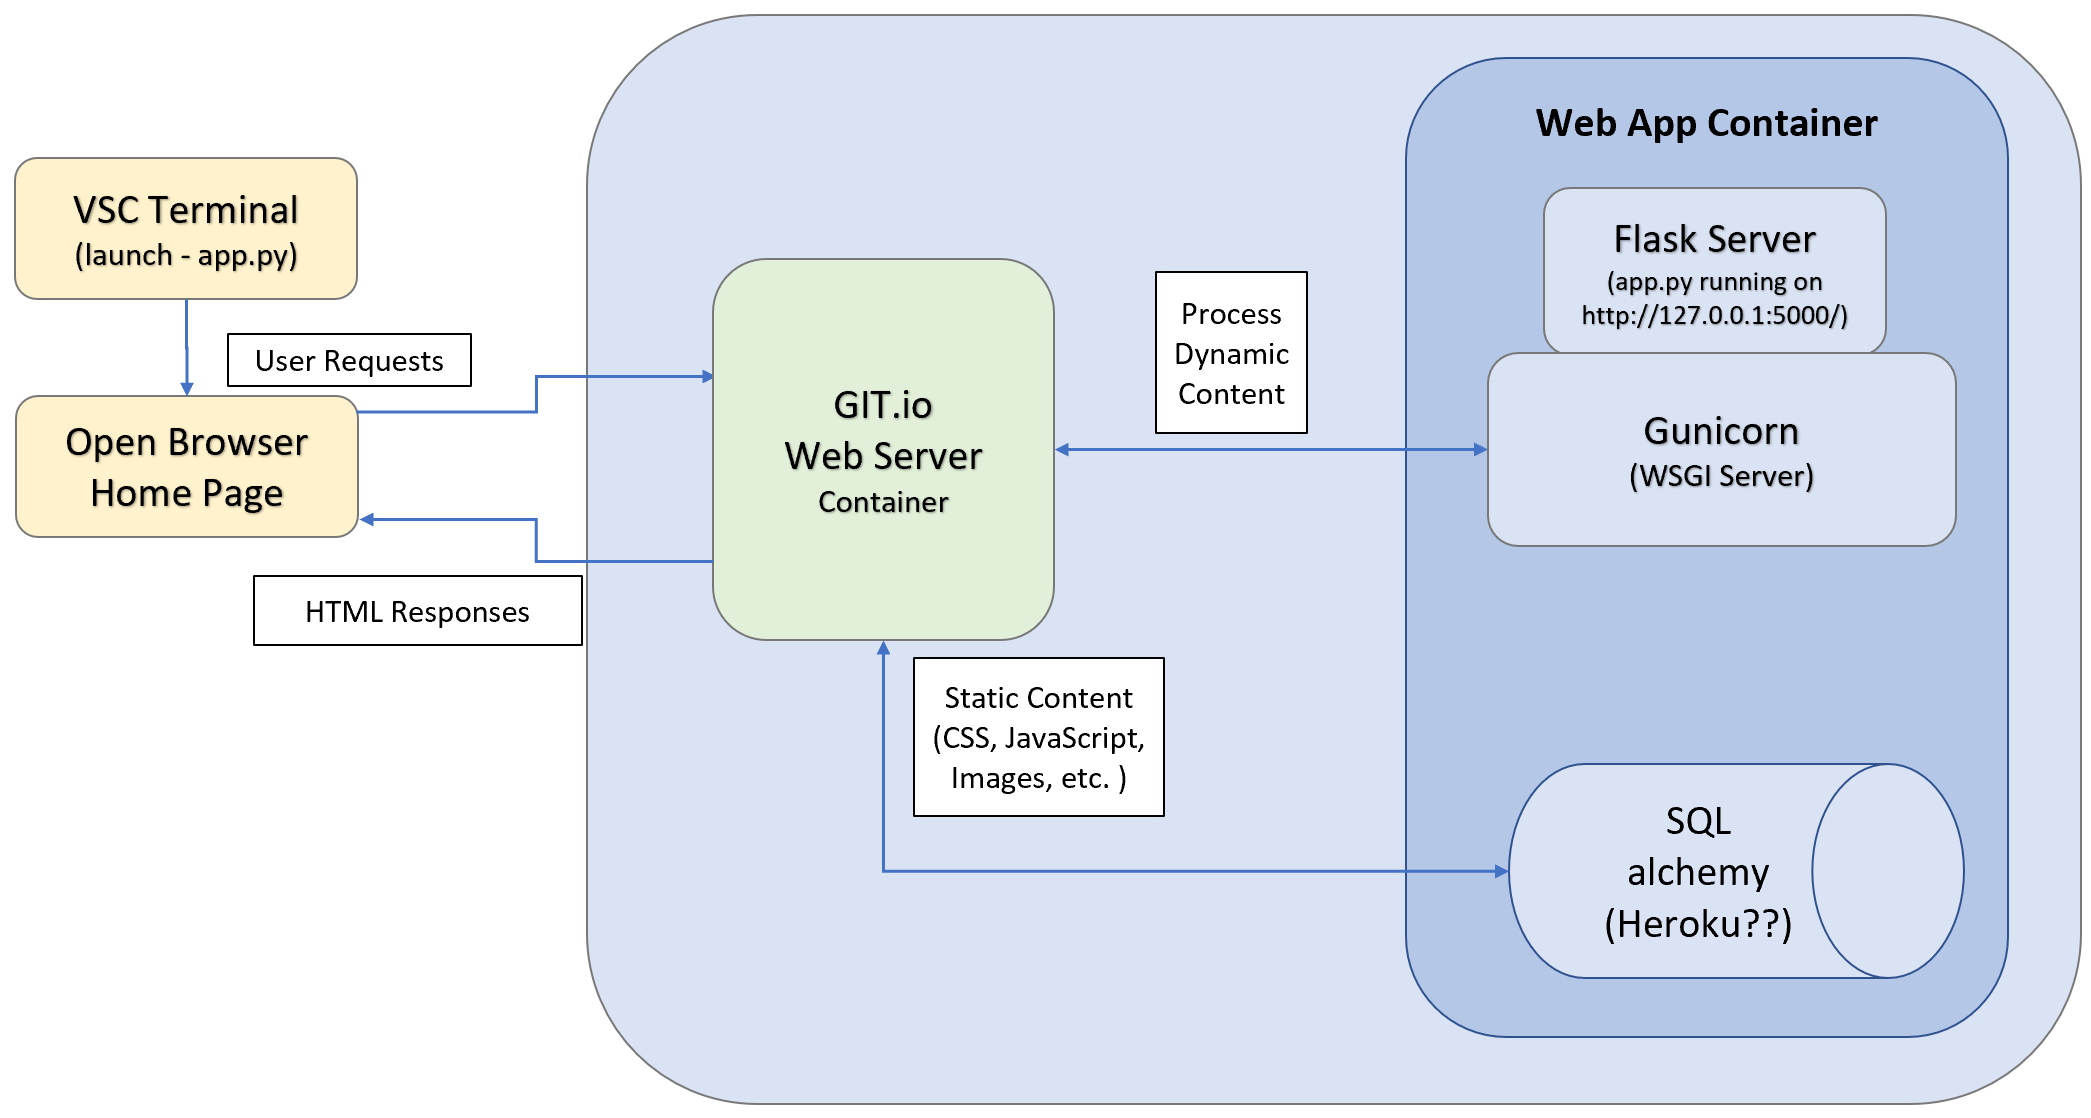 Web App Container
VSC Terminal
(launch - app.py)
Flask Server
(app.py running on
http://127.0.0.1:5000/)
User Requests
Process
Dynamic
Content
Open Browser
Home Page
GIT.io
Web Server
Container
Gunicorn
(WSGI Server)
HTML Responses
Static Content
(CSS, JavaScript,
Images, etc. )
SQL
alchemy
(Heroku??)